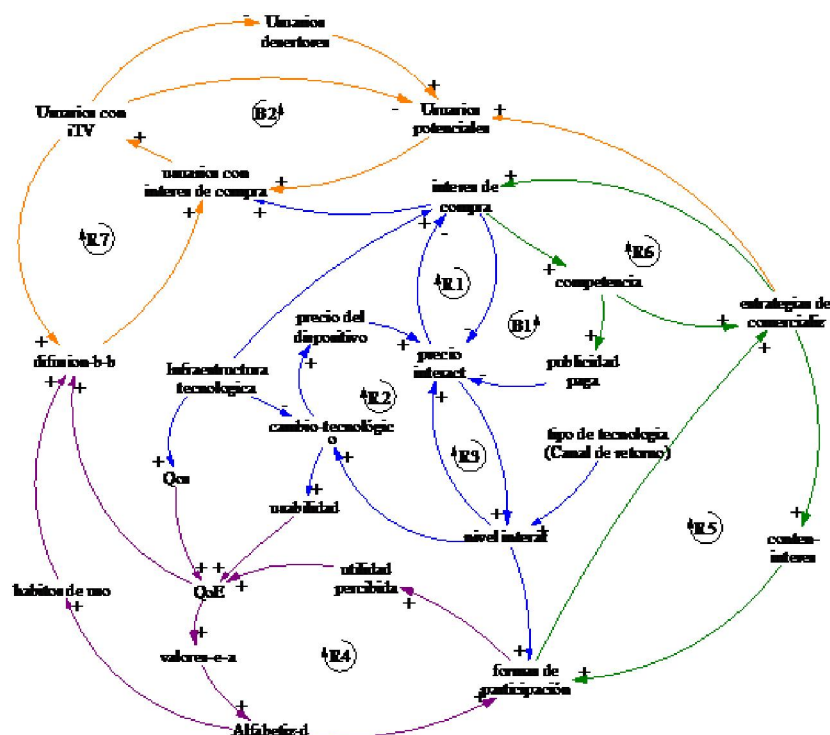 Usuarios
desertores
Usuarios con
iTV
B2
Usuarios
potenciales
usuarios con
interes de compra
interes de
compra
R7
R6
R1
competencia
estrategias de
comercializ
precio del
dispositivo
B1
difusion-b-b
Infraestructura
tecnologica
precio
interact
publicidad
paga
R2
cambio-tecnológic
o
tipo de tecnologia
(Canal de retorno)
R3
Qos
usabilidad
nivel interaf
R5
conten-
interes
habitos de uso
QoE
utilidad
percibida
valores-e-a
R4
formas de
participación
Alfabetiz-d